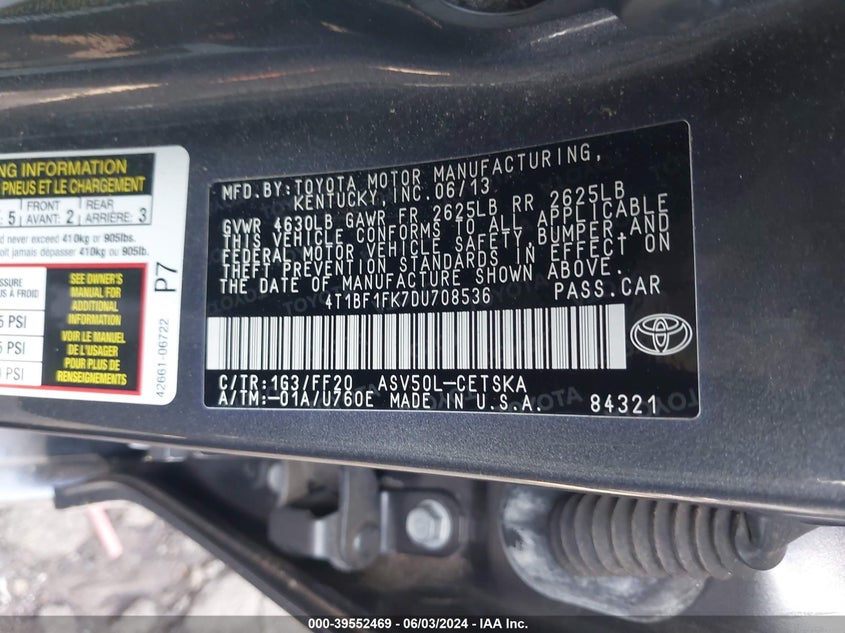 NG INFORMATION
PNEUS ET LE CHARGEMENT
5 FRONT AVANT: 2 REAR ARRIÈRE: 3
d never exceed 410kg or 905lbs.
oit jamais dépasser 410kg ou 905lb.
SSURE
S À FROID
5 PSI
5 PSI
PSI
SEE OWNER'S
MANUAL FOR
ADDITIONAL
INFORMATION
VOIR LE MANUEL
DE L'USAGER
POUR PLUS DE
RENSEIGNEMENTS
P7
42661-06722
MFD.BY:TOYOTA MOTOR MANUFACTURING,
KENTUCKY,INC.06/13
GVWR 4630LB GAWR FR 2625LB RR 2625LB
THIS VEHICLE CONFORMS TO ALL APPLICABLE
FEDERAL MOTOR VEHICLE SAFETY,BUMPER,AND
THEFT PREVENTION STANDARDS IN EFFECT ON
THE DATE OF MANUFACTURE SHOWN ABOVE.
4T1BF1FK7DU708536 PASS.CAR
C/TR:1G3/FF20 ASV50L-CETSKA
A/TM:-01A/U760E MADE IN U.S.A. 84321
000-39552469 - 06/03/2024 - IAA Inc.